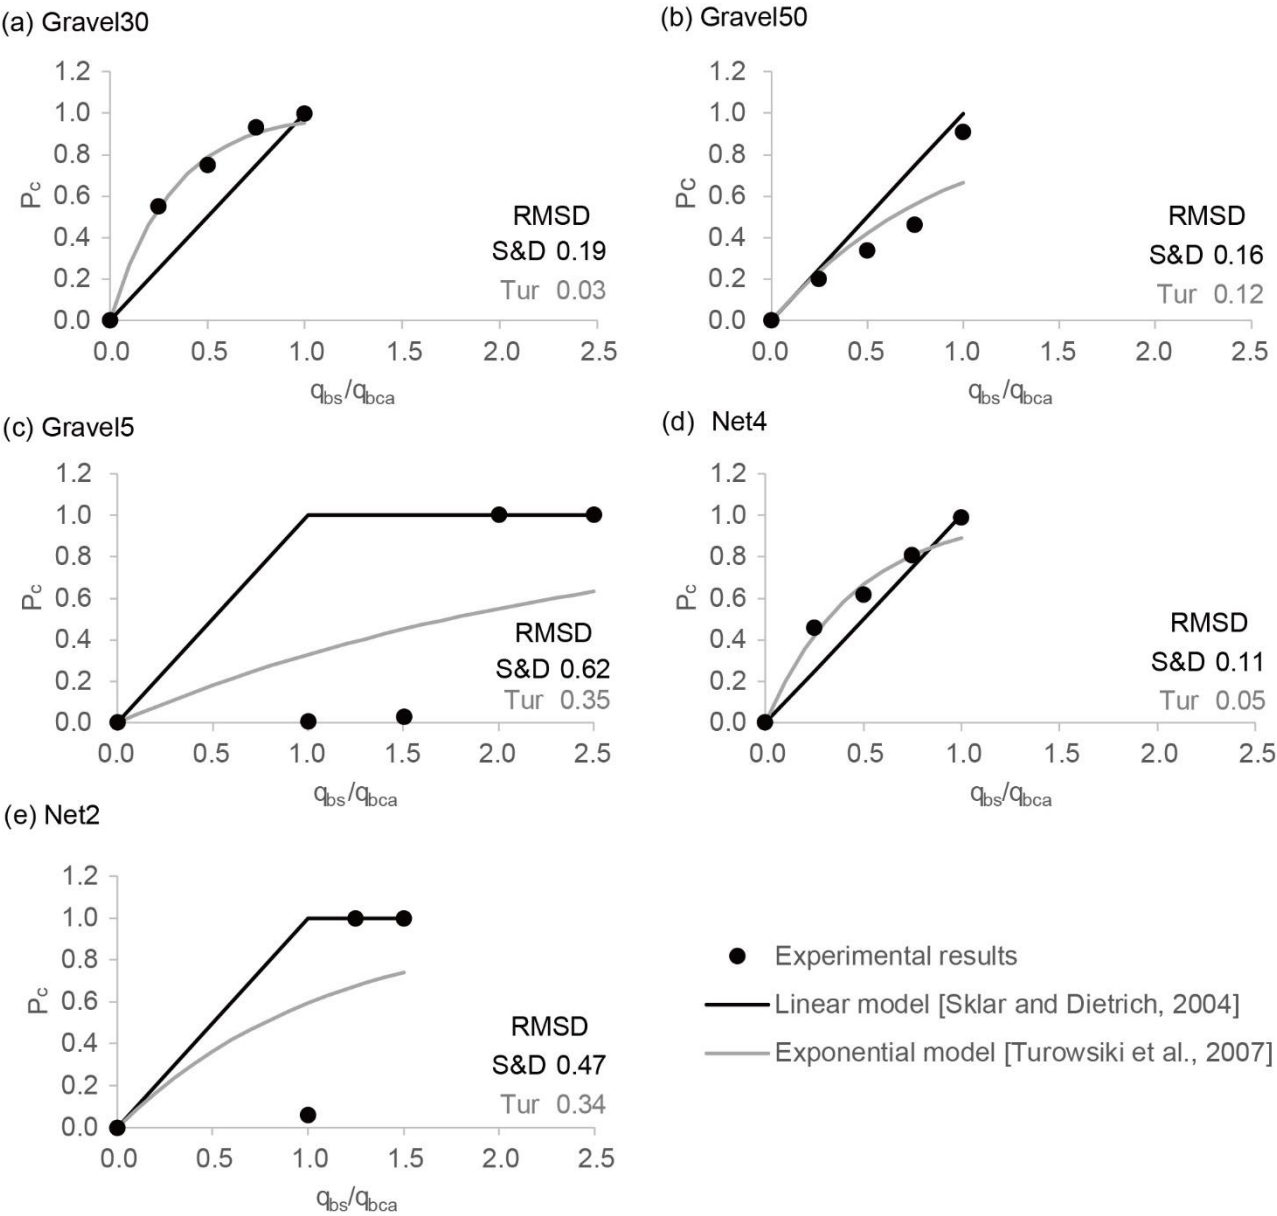 (a) Gravel30
1.2
1.0
0.8
0.6
0.4
0.2
0.0
Pc
RMSD
S&D 0.19
Tur 0.03
0.0 0.5 1.0 1.5 2.0 2.5
qbs/qbca
(b) Gravel50
1.2
1.0
0.8
0.6
0.4
0.2
0.0
Pc
RMSD
S&D 0.16
Tur 0.12
0.0 0.5 1.0 1.5 2.0 2.5
qbs/qbca
(c) Gravel5
1.2
1.0
0.8
0.6
0.4
0.2
0.0
Pc
RMSD
S&D 0.62
Tur 0.35
0.0 0.5 1.0 1.5 2.0 2.5
qbs/qbca
(d) Net4
1.2
1.0
0.8
0.6
0.4
0.2
0.0
Pc
RMSD
S&D 0.11
Tur 0.05
0.0 0.5 1.0 1.5 2.0 2.5
qbs/qbca
(e) Net2
1.2
1.0
0.8
0.6
0.4
0.2
0.0
Pc
RMSD
S&D 0.47
Tur 0.34
0.0 0.5 1.0 1.5 2.0 2.5
qbs/qbca
Experimental results
Linear model [Sklar and Dietrich, 2004]
Exponential model [Turowsiki et al., 2007]